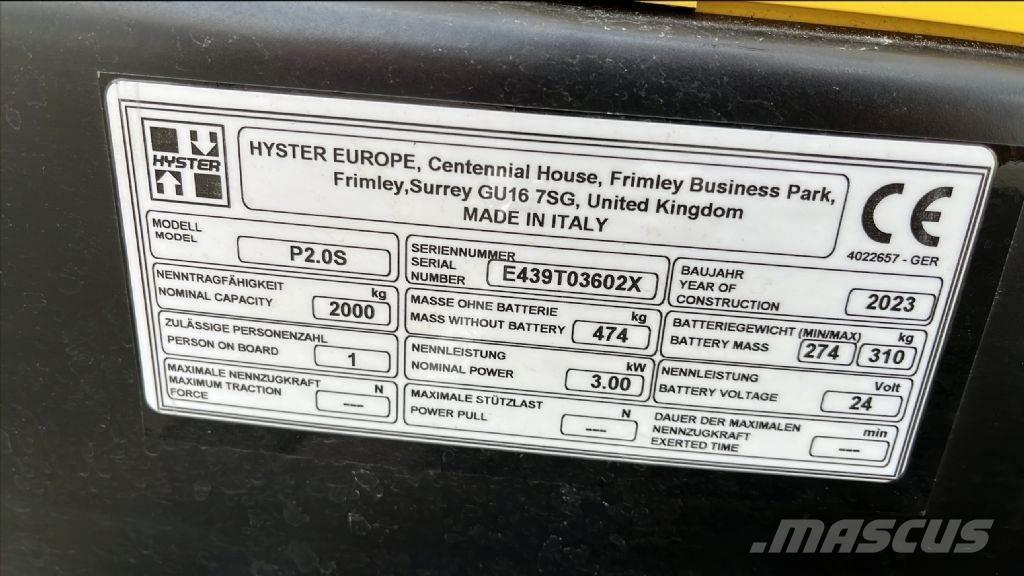 HYSTER
HYSTER EUROPE, Centennial House, Frimley Business Park,
Frimley,Surrey GU16 7SG, United Kingdom
MADE IN ITALY
CE
4022657 - GER
MODELL
MODEL
P2.0S
SERIENNUMMER
SERIAL
NUMBER
E439T03602X
BAUJAHR
YEAR OF
CONSTRUCTION
2023
NENNTRAGFÄHIGKEIT
NOMINAL CAPACITY
kg
2000
MASSE OHNE BATTERIE
MASS WITHOUT BATTERY
kg
474
BATTERIEGEWICHT (MIN/MAX)
BATTERY MASS
kg
274
310
ZULÄSSIGE PERSONENZAHL
PERSON ON BOARD
1
NENNLEISTUNG
NOMINAL POWER
kW
3.00
NENNLEISTUNG
BATTERY VOLTAGE
Volt
24
MAXIMALE NENNZUGKRAFT
MAXIMUM TRACTION
FORCE
N
---
MAXIMALE STÜTZLAST
POWER PULL
N
---
DAUER DER MAXIMALEN
NENNZUGKRAFT
EXERTED TIME
min
---
MASCUS